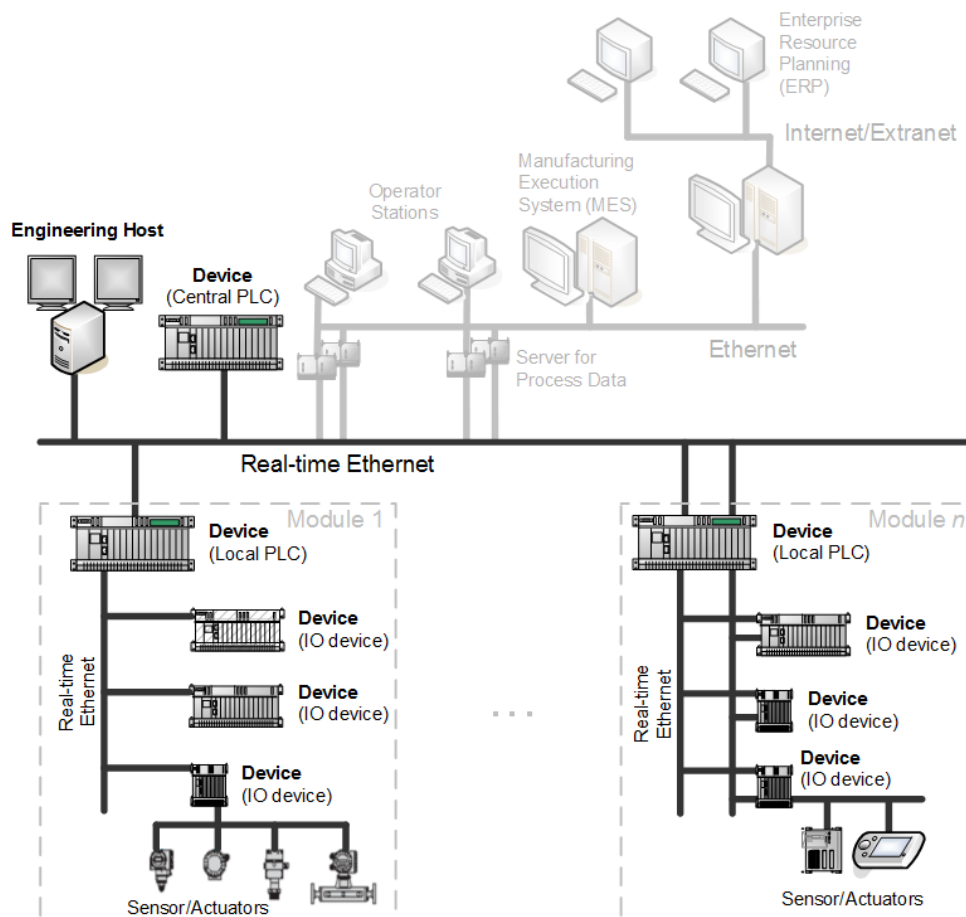 Enterprise
Resource
Planning
(ERP)
Internet/Extranet
Manufacturing
Execution
System (MES)
Operator
Stations
Engineering Host
Device
(Central PLC)
Ethernet
Server for
Process Data
Real-time Ethernet
Module 1
Device
(Local PLC)
Device
(IO device)
Device
(IO device)
Device
(IO device)
Real-time
Ethernet
Sensor/Actuators
...
Module n
Device
(Local PLC)
Device
(IO device)
Device
(IO device)
Device
(IO device)
Real-time
Ethernet
Sensor/Actuators